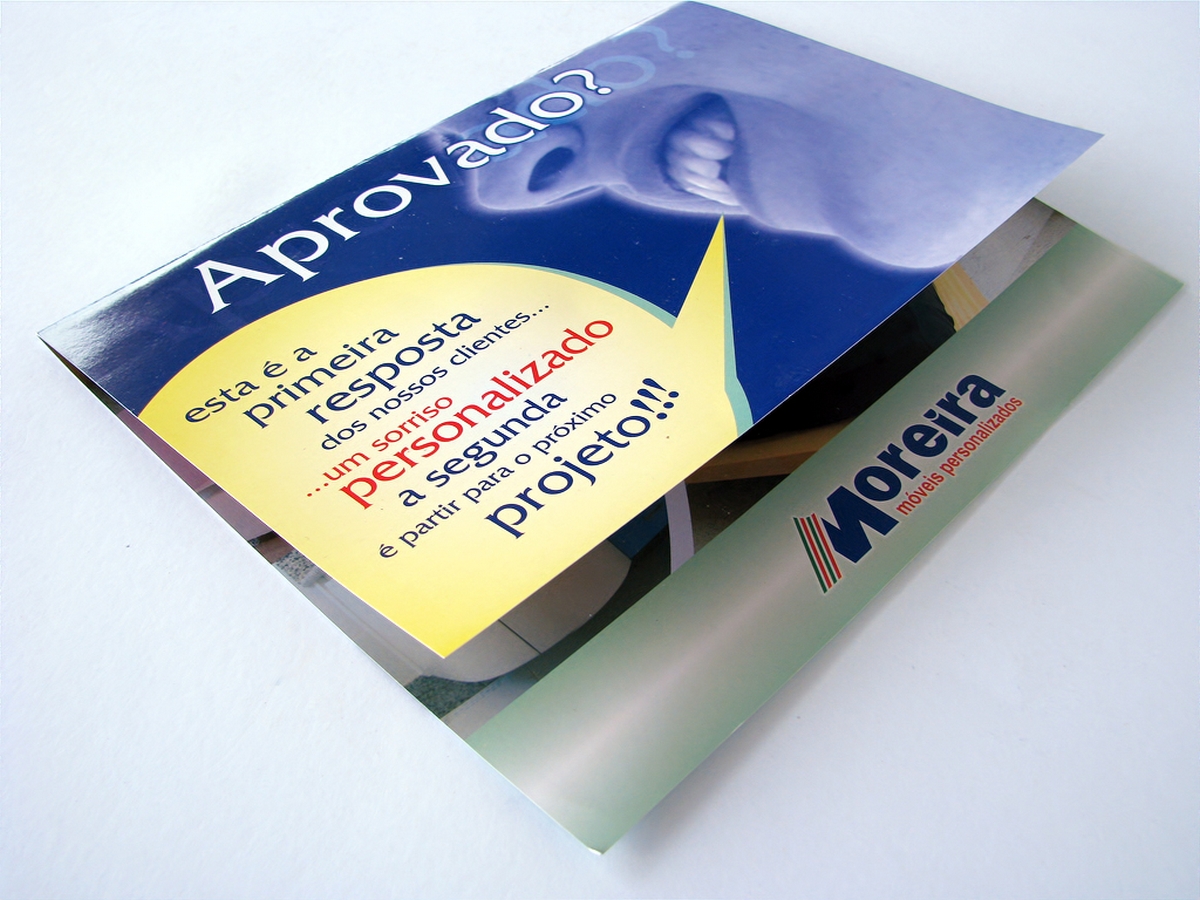 Aprovado?
esta é a
primeira
resposta
dos nossos clientes...
...um sorriso
personalizado
a segunda
é partir para o próximo
projeto!!!
Moreira
móveis personalizados